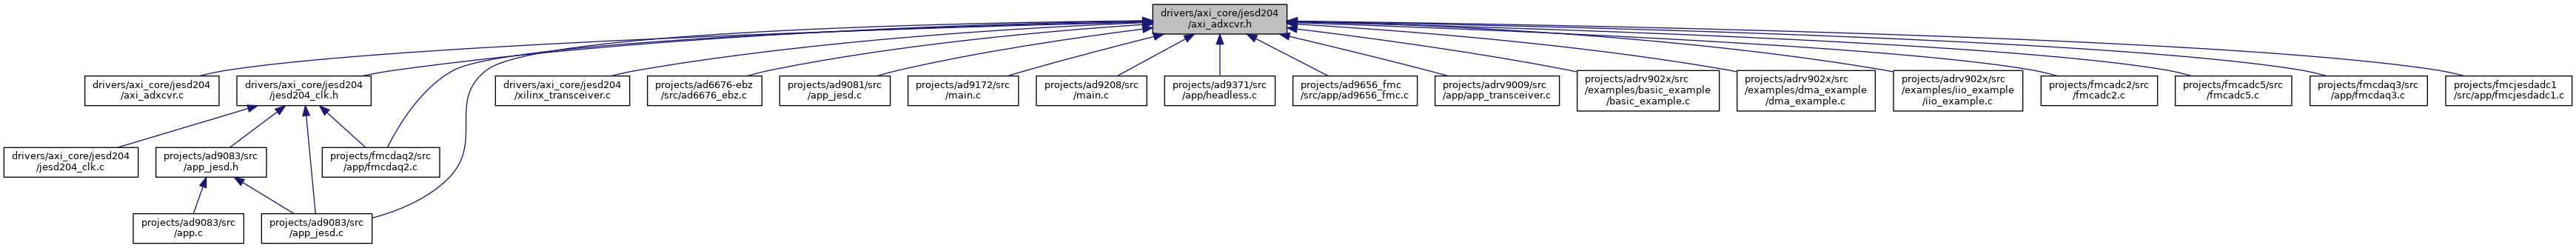 drivers/axi_core/jesd204
/axi_adxcvr.h
drivers/axi_core/jesd204
/axi_adxcvr.c
drivers/axi_core/jesd204
/jesd204_clk.h
drivers/axi_core/jesd204
/xilinx_transceiver.c
projects/ad6676-ebz
/src/ad6676_ebz.c
projects/ad9081/src
/app_jesd.c
projects/ad9172/src
/main.c
projects/ad9208/src
/main.c
projects/ad9371/src
/app/headless.c
projects/ad9656_fmc
/src/app/ad9656_fmc.c
projects/adrv9009/src
/app/app_transceiver.c
projects/adrv902x/src
/examples/basic_example
/basic_example.c
projects/adrv902x/src
/examples/dma_example
/dma_example.c
projects/adrv902x/src
/examples/iio_example
/iio_example.c
projects/fmcadc2/src
/fmcadc2.c
projects/fmcadc5/src
/fmcadc5.c
projects/fmcdaq3/src
/app/fmcdaq3.c
projects/fmcjesdadc1
/src/app/fmcjesdadc1.c
drivers/axi_core/jesd204
/jesd204_clk.c
projects/ad9083/src
/app_jesd.h
projects/fmcdaq2/src
/app/fmcdaq2.c
projects/ad9083/src
/app.c
projects/ad9083/src
/app_jesd.c